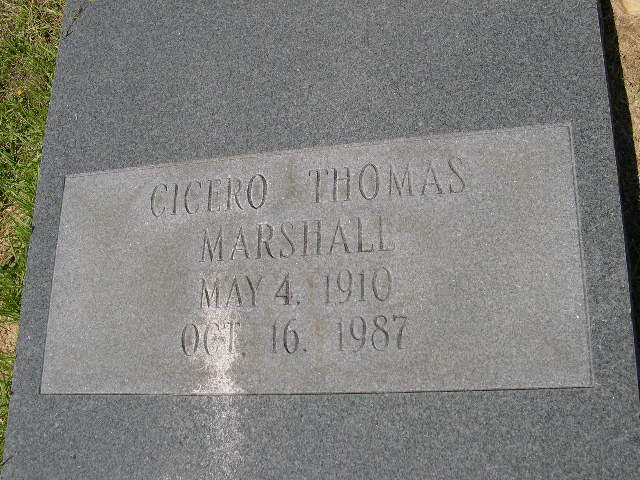 CICERO THOMAS
MARSHALL
MAY 4, 1910
OCT. 16, 1987